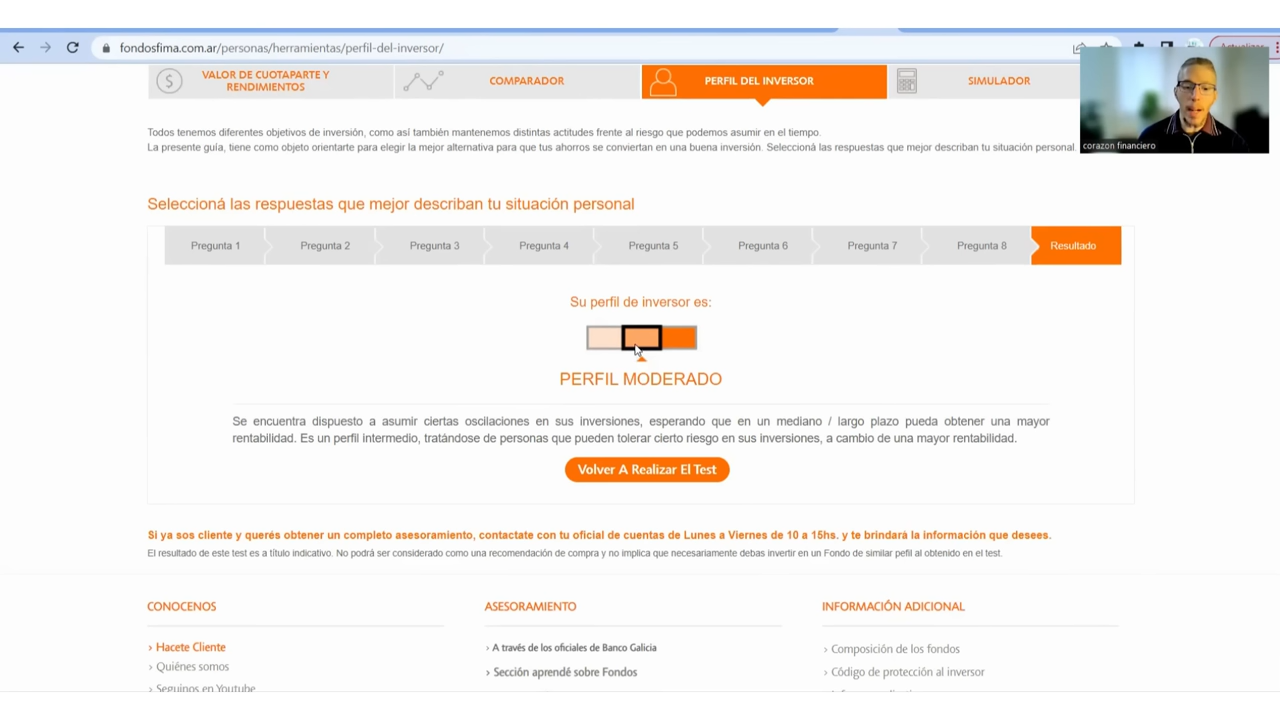 fondosfima.com.ar/personas/herramientas/perfil-del-inversor/
VALOR DE CUOTAPARTE Y
RENDIMIENTOS
COMPARADOR
PERFIL DEL INVERSOR
SIMULADOR
corazon financiero
Todos tenemos diferentes objetivos de inversión, como así también mantenemos distintas actitudes frente al riesgo que podemos asumir en el tiempo.
La presente guía, tiene como objeto orientarte para elegir la mejor alternativa para que tus ahorros se conviertan en una buena inversión. Seleccioná las respuestas que mejor describan tu situación personal.
Seleccioná las respuestas que mejor describan tu situación personal
Pregunta 1
Pregunta 2
Pregunta 3
Pregunta 4
Pregunta 5
Pregunta 6
Pregunta 7
Pregunta 8
Resultado
Su perfil de inversor es:
PERFIL MODERADO
Se encuentra dispuesto a asumir ciertas oscilaciones en sus inversiones, esperando que en un mediano / largo plazo pueda obtener una mayor
rentabilidad. Es un perfil intermedio, tratándose de personas que pueden tolerar cierto riesgo en sus inversiones, a cambio de una mayor rentabilidad.
Volver A Realizar El Test
Si ya sos cliente y querés obtener un completo asesoramiento, contactate con tu oficial de cuentas de Lunes a Viernes de 10 a 15hs. y te brindará la información que desees.
El resultado de este test es a título indicativo. No podrá ser considerado como una recomendación de compra y no implica que necesariamente debas invertir en un Fondo de similar pefil al obtenido en el test.
CONOCENOS
› Hacete Cliente
› Quiénes somos
› Seguinos en Youtube
ASESORAMIENTO
› A través de los oficiales de Banco Galicia
› Sección aprendé sobre Fondos
INFORMACIÓN ADICIONAL
› Composición de los fondos
› Código de protección al inversor